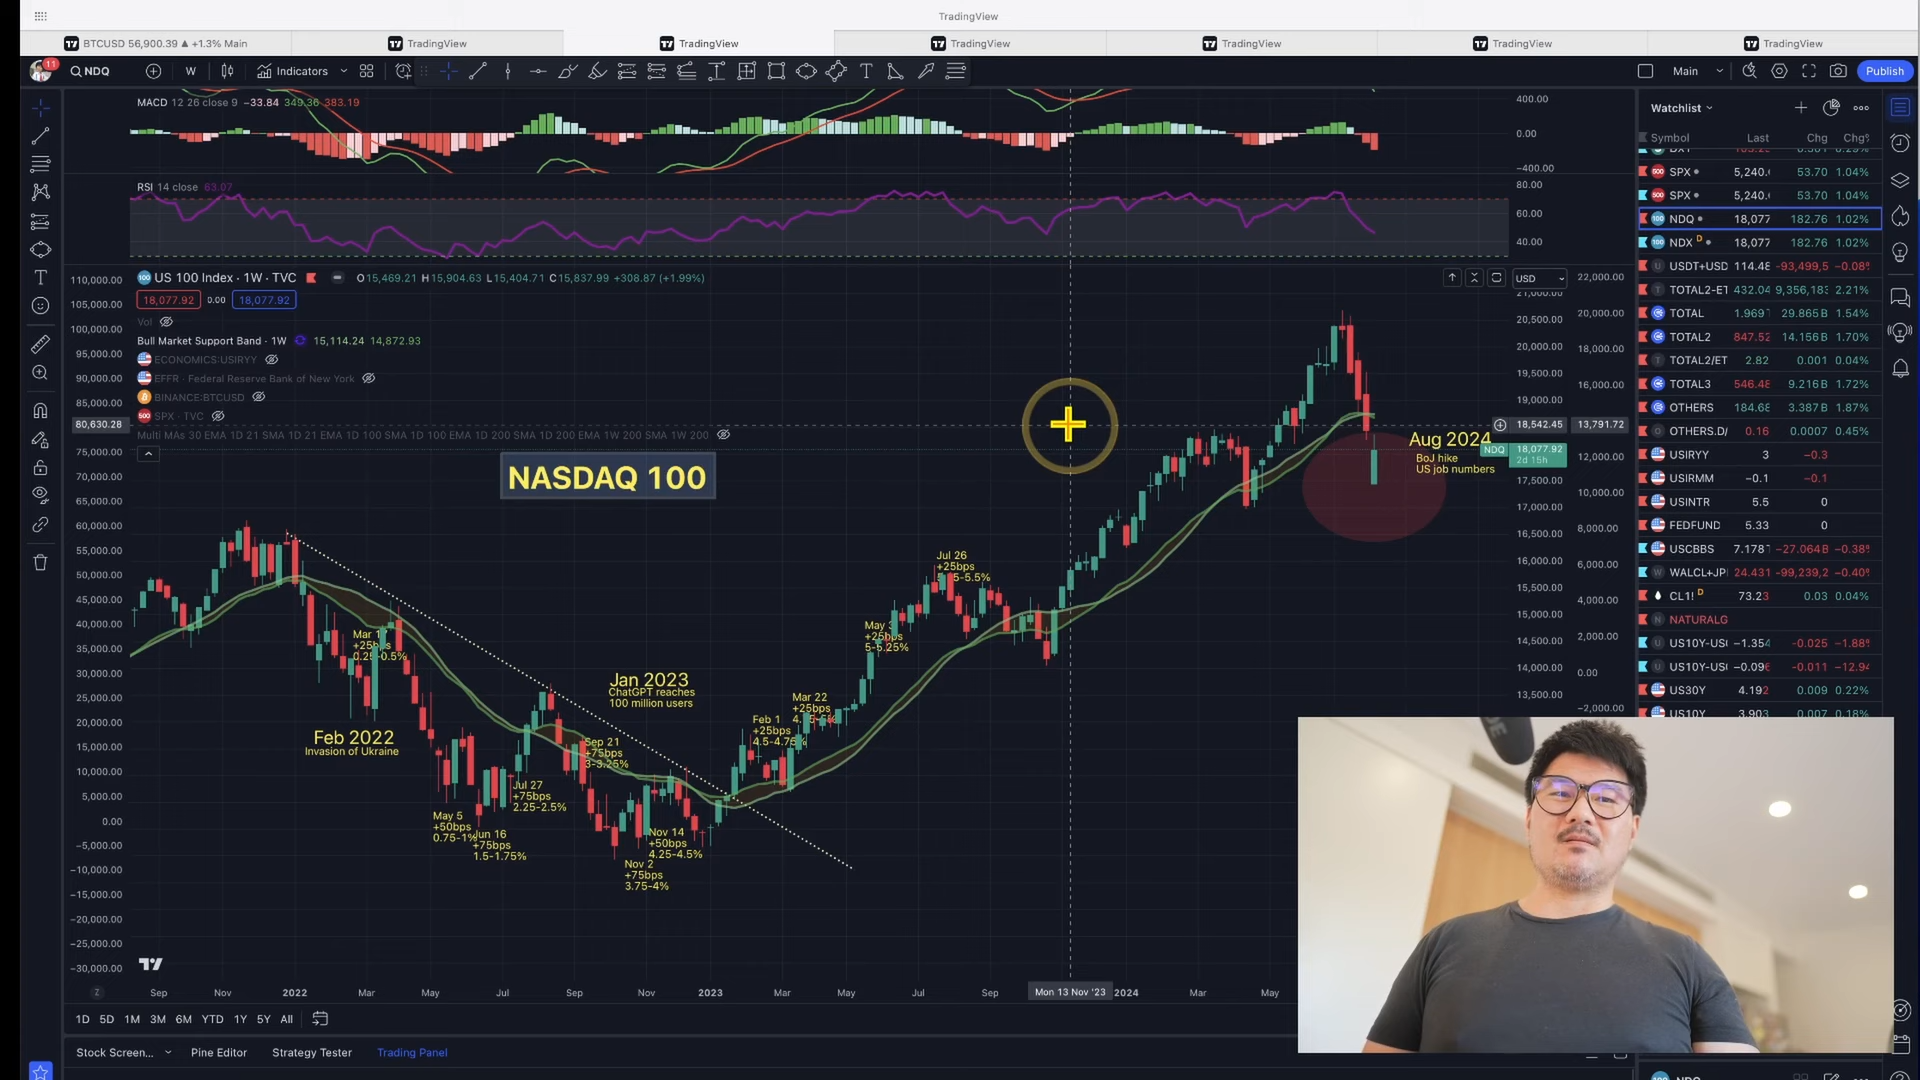 TradingView
BTCUSD 56,900.39 ▲ +1.3% Main
TradingView
TradingView
TradingView
TradingView
TradingView
TradingView
11
NDQ
W
Indicators
Main
Publish
MACD 12 26 close 9 −33.84 349.36 383.19
400.00
0.00
−400.00
RSI 14 close 63.07
80.00
60.00
40.00
US 100 Index · 1W · TVC
O15,469.21 H15,904.63 L15,404.71 C15,837.99 +308.87 (+1.99%)
18,077.92 0.00 18,077.92
Vol
Bull Market Support Band · 1W 15,114.24 14,872.93
ECONOMICS:USIRYY
EFFR · Federal Reserve Bank of New York
BINANCE:BTCUSD
SPX · TVC
Multi MAs 30 EMA 1D 21 SMA 1D 21 EMA 1D 100 SMA 1D 100 EMA 1D 200 SMA 1D 200 EMA 1W 200 SMA 1W 200
110,000.00
105,000.00
100,000.00
95,000.00
90,000.00
85,000.00
80,630.28
75,000.00
70,000.00
65,000.00
60,000.00
55,000.00
50,000.00
45,000.00
40,000.00
35,000.00
30,000.00
25,000.00
20,000.00
15,000.00
10,000.00
5,000.00
0.00
−5,000.00
−10,000.00
−15,000.00
−20,000.00
−25,000.00
−30,000.00
NASDAQ 100
Feb 2022
Invasion of Ukraine
+25bps
0.25-0.5%
May 5
+50bps
0.75-1%
Jun 16
+75bps
1.5-1.75%
Jul 27
+75bps
2.25-2.5%
Sep 21
+75bps
3-3.25%
Nov 2
+75bps
3.75-4%
Nov 14
+50bps
4.25-4.5%
Jan 2023
ChatGPT reaches
100 million users
Feb 1
+25bps
4.5-4.75%
Mar 22
+25bps
May 3
+25bps
5-5.25%
Jul 26
+25bps
Aug 2024
BoJ hike
US job numbers
USD
21,000.00
20,500.00
20,000.00
19,500.00
19,000.00
18,542.45
NDQ 18,077.92
2d 15h
17,500.00
17,000.00
16,500.00
16,000.00
15,500.00
15,000.00
14,500.00
14,000.00
13,500.00
22,000.00
20,000.00
18,000.00
16,000.00
13,791.72
12,000.00
10,000.00
8,000.00
6,000.00
4,000.00
2,000.00
0.00
−2,000.00
Z Sep Nov 2022 Mar May Jul Sep Nov 2023 Mar May Jul Sep Mon 13 Nov '23 2024 Mar May
1D 5D 1M 3M 6M YTD 1Y 5Y All
Stock Screen... Pine Editor Strategy Tester Trading Panel
Watchlist
Symbol Last Chg Chg%
SPX 5,240. 53.70 1.04%
SPX 5,240. 53.70 1.04%
NDQ 18,077 182.76 1.02%
NDX D 18,077 182.76 1.02%
USDT+USD 114.48 -93,499,5 -0.08%
TOTAL2-ET 432.04 9,356,183 2.21%
TOTAL 1.969 29.865 B 1.54%
TOTAL2 847.52 14.156 B 1.70%
TOTAL2/ET 2.82 0.001 0.04%
TOTAL3 546.48 9.216 B 1.72%
OTHERS 184.68 3.387 B 1.87%
OTHERS.D/ 0.16 0.0007 0.45%
USIRYY 3 −0.3
USIRMM −0.1 −0.1
USINTR 5.5 0
FEDFUND 5.33 0
USCBBS 7.178 −27.064 B −0.38%
WALCL+JP 24.431 -99,239,2 −0.40%
CL1! D 73.23 0.03 0.04%
NATURALG
US10Y-US −1.354 −0.025 −1.88%
US10Y-US −0.096 −0.011 −12.94
US30Y 4.192 0.009 0.22%
US10Y 3.903 0.007 0.18%
NDQ